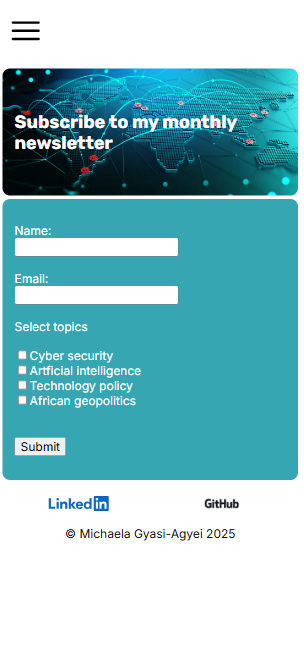 Subscribe to my monthly
newsletter
Name:
Email:
Select topics
Cyber security
Artficial intelligence
Technology policy
African geopolitics
Submit
LinkedIn GitHub
© Michaela Gyasi-Agyei 2025